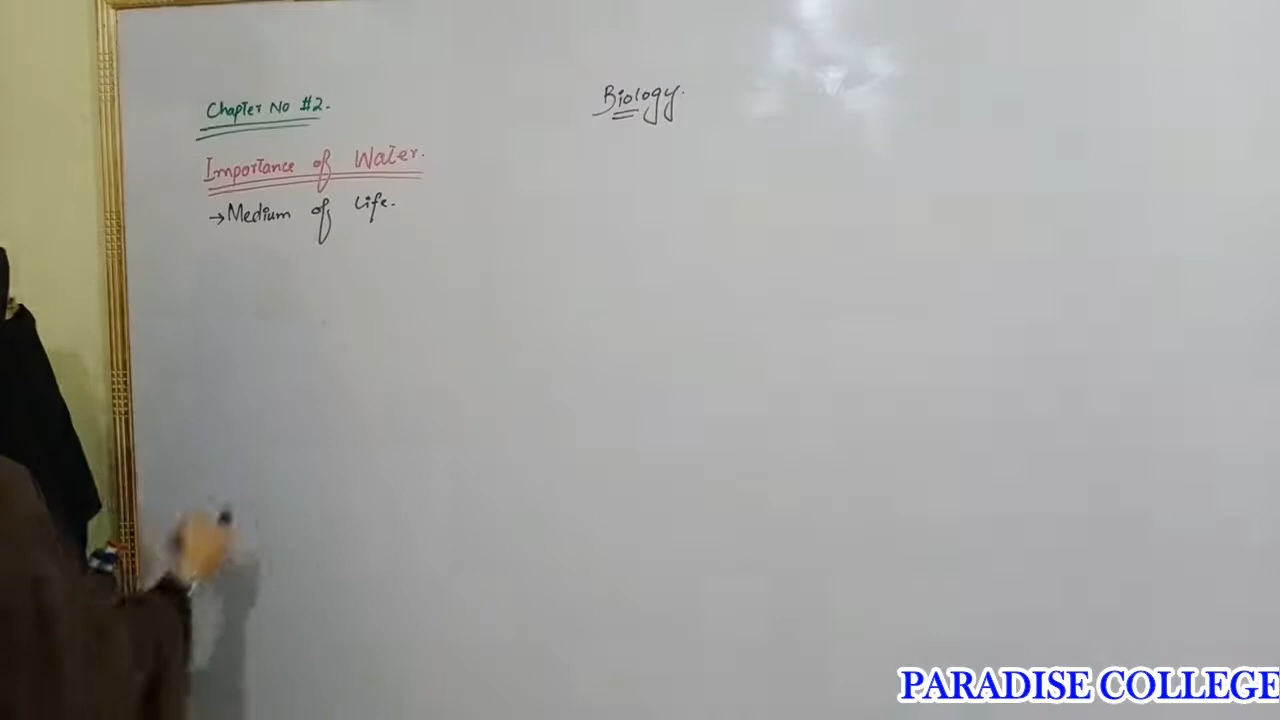 Biology.
Chapter No #2.
Importance of Water.
→Medium of Life.
PARADISE COLLEGE